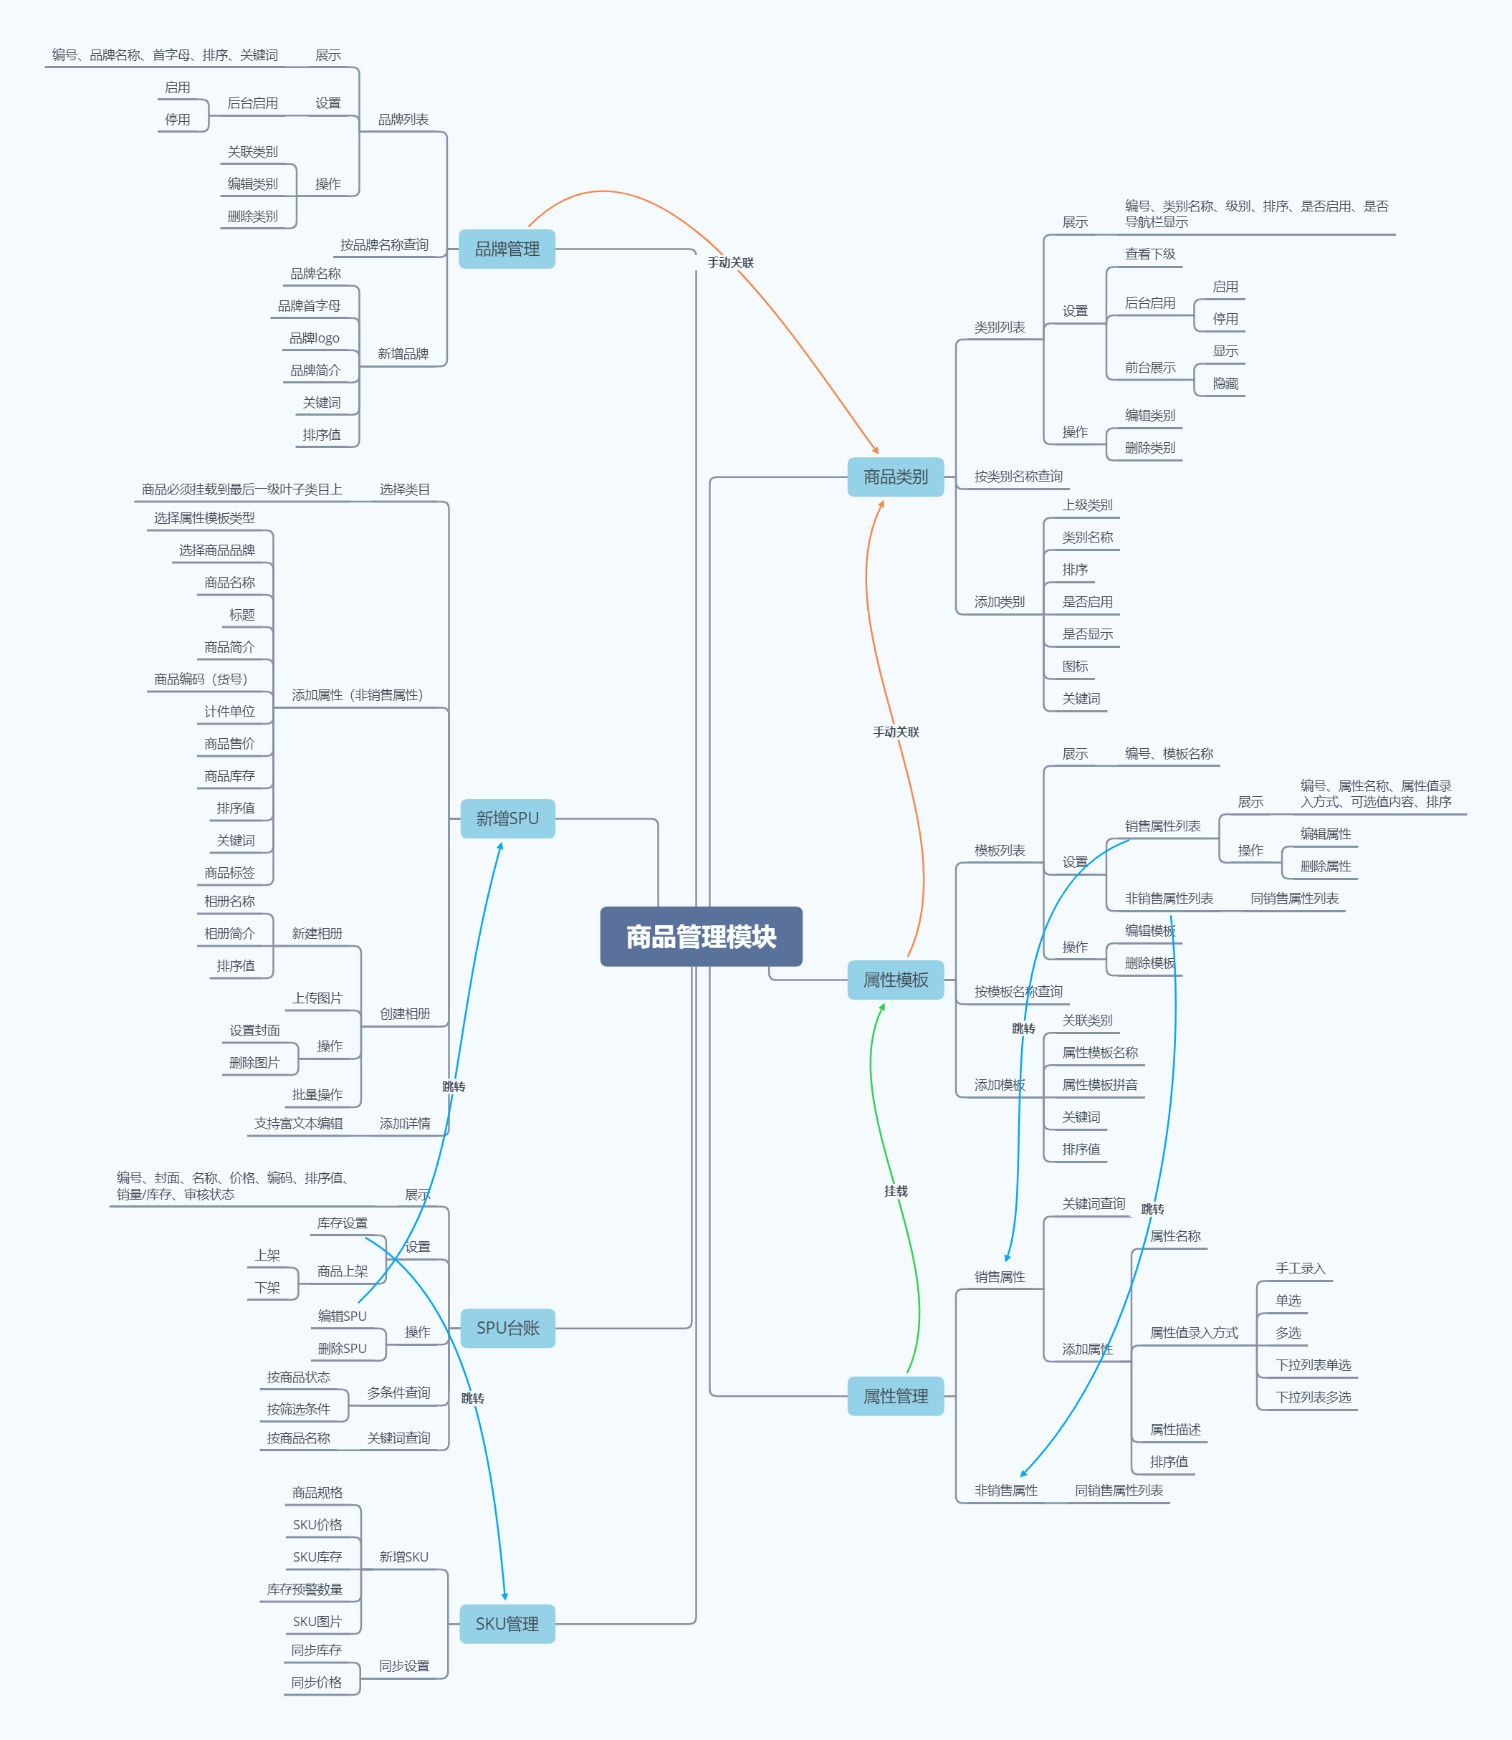 商品管理模块
品牌管理
品牌列表
展示
编号、品牌名称、首字母、排序、关键词
设置
后台启用
启用
停用
操作
关联类别
编辑类别
删除类别
按品牌名称查询
新增品牌
品牌名称
品牌首字母
品牌logo
品牌简介
关键词
排序值
新增SPU
选择类目
商品必须挂载到最后一级叶子类目上
添加属性（非销售属性）
选择属性模板类型
选择商品品牌
商品名称
标题
商品简介
商品编码（货号）
计件单位
商品售价
商品库存
排序值
关键词
商品标签
创建相册
新建相册
相册名称
相册简介
排序值
上传图片
操作
设置封面
删除图片
批量操作
添加详情
支持富文本编辑
SPU台账
展示
编号、封面、名称、价格、编码、排序值、
销量/库存、审核状态
设置
库存设置
商品上架
上架
下架
操作
编辑SPU
删除SPU
多条件查询
按商品状态
按筛选条件
关键词查询
按商品名称
SKU管理
新增SKU
商品规格
SKU价格
SKU库存
库存预警数量
SKU图片
同步设置
同步库存
同步价格
商品类别
类别列表
展示
编号、类别名称、级别、排序、是否启用、是否
导航栏显示
设置
查看下级
后台启用
启用
停用
前台展示
显示
隐藏
操作
编辑类别
删除类别
按类别名称查询
添加类别
上级类别
类别名称
排序
是否启用
是否显示
图标
关键词
属性模板
模板列表
展示
编号、模板名称
设置
销售属性列表
展示
编号、属性名称、属性值录
入方式、可选值内容、排序
操作
编辑属性
删除属性
非销售属性列表
同销售属性列表
操作
编辑模板
删除模板
按模板名称查询
添加模板
关联类别
属性模板名称
属性模板拼音
关键词
排序值
属性管理
销售属性
关键词查询
添加属性
属性名称
属性值录入方式
手工录入
单选
多选
下拉列表单选
下拉列表多选
属性描述
排序值
非销售属性
同销售属性列表
手动关联
手动关联
挂载
跳转
跳转
跳转
跳转